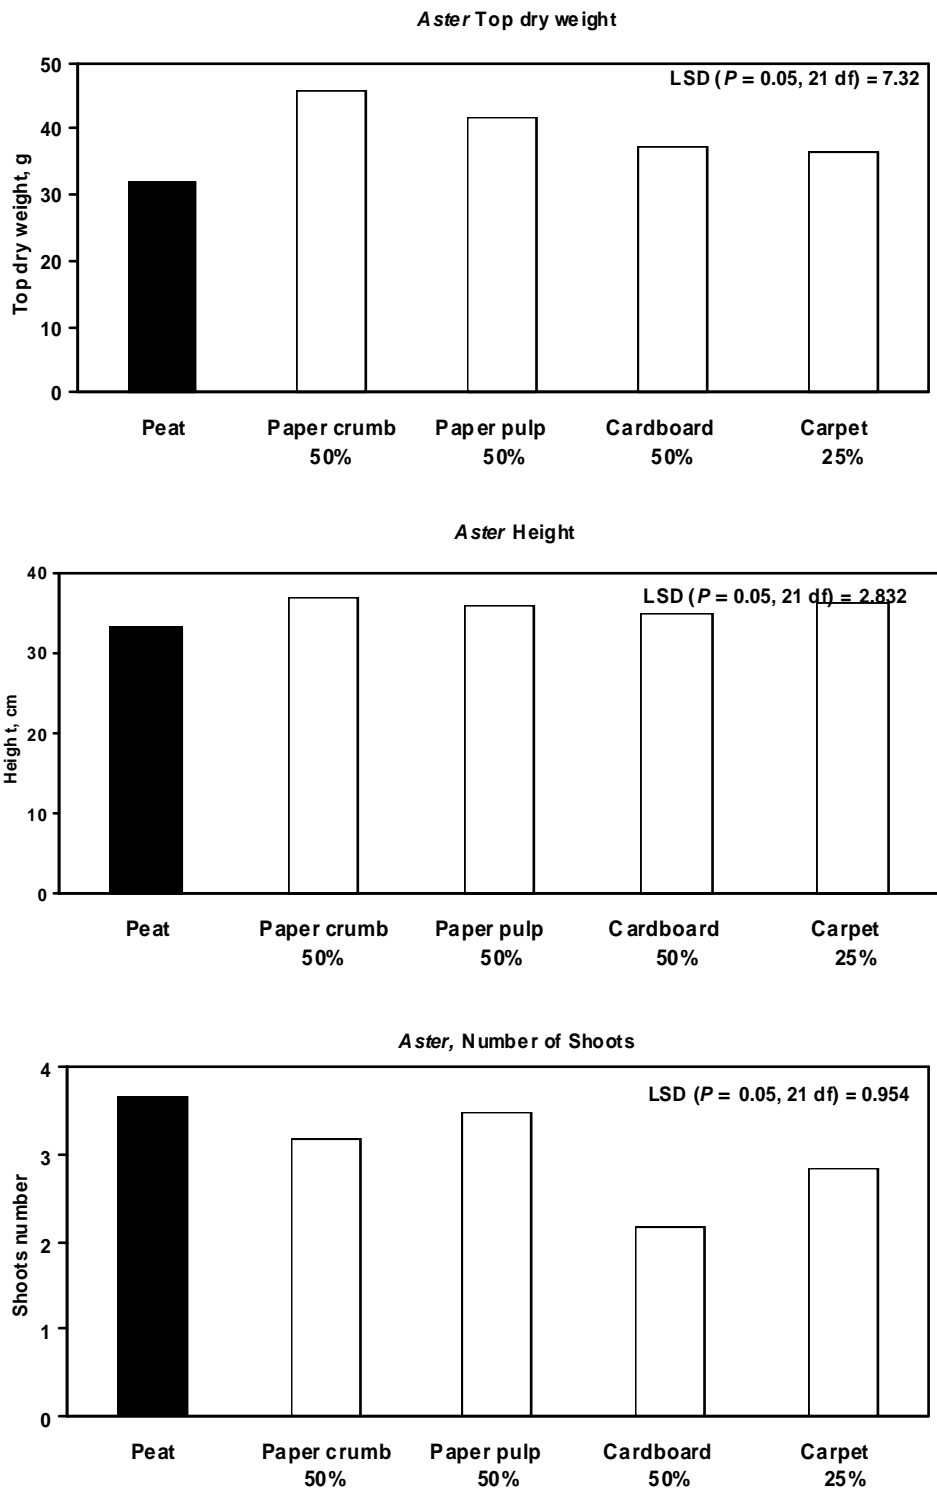 Aster Top dry weight
LSD (P = 0.05, 21 df) = 7.32
Top dry weight, g
50
40
30
20
10
0
Peat Paper crumb Paper pulp Cardboard Carpet
50% 50% 50% 25%
Aster Height
LSD (P = 0.05, 21 df) = 2.832
Height, cm
40
30
20
10
0
Peat Paper crumb Paper pulp Cardboard Carpet
50% 50% 50% 25%
Aster, Number of Shoots
LSD (P = 0.05, 21 df) = 0.954
Shoots number
4
3
2
1
0
Peat Paper crumb Paper pulp Cardboard Carpet
50% 50% 50% 25%